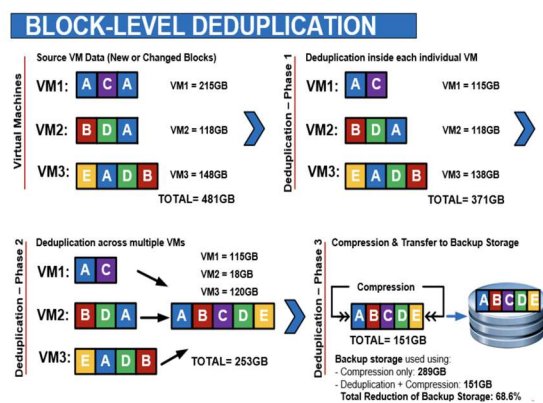 BLOCK-LEVEL DEDUPLICATION
Virtual Machines
Source VM Data (New or Changed Blocks)
VM1: A C A VM1 = 215GB
VM2: B D A VM2 = 118GB
VM3: E A D B VM3 = 148GB
TOTAL= 481GB
Deduplication – Phase 1
Deduplication inside each individual VM
VM1: A C VM1 = 115GB
VM2: B D A VM2 = 118GB
VM3: E A D B VM3 = 138GB
TOTAL= 371GB
Deduplication – Phase 2
Deduplication across multiple VMs
VM1 = 115GB
VM2 = 18GB
VM3 = 120GB
VM1: A C
VM2: B D A
A B C D E
VM3: E A D B
TOTAL= 253GB
Deduplication – Phase 3
Compression & Transfer to Backup Storage
Compression
A B C D E
A B C D E
TOTAL= 151GB
Backup storage used using:
- Compression only: 289GB
- Deduplication + Compression: 151GB
Total Reduction of Backup Storage: 68.6%